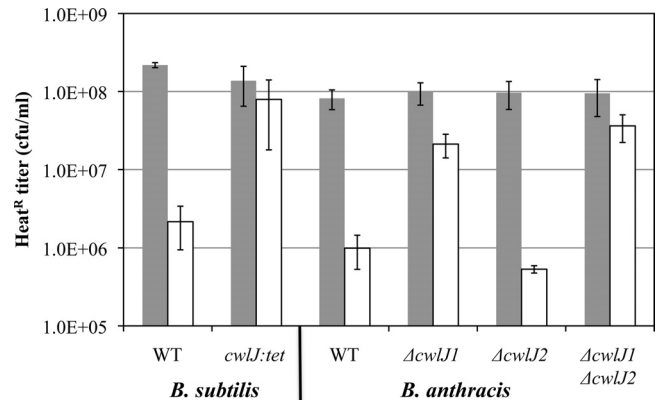 1.0E+09
1.0E+08
1.0E+07
1.0E+06
1.0E+05
Heatᴿ titer (cfu/ml)
WT cwlJ:tet WT ΔcwlJ1 ΔcwlJ2 ΔcwlJ1
ΔcwlJ2
B. subtilis B. anthracis